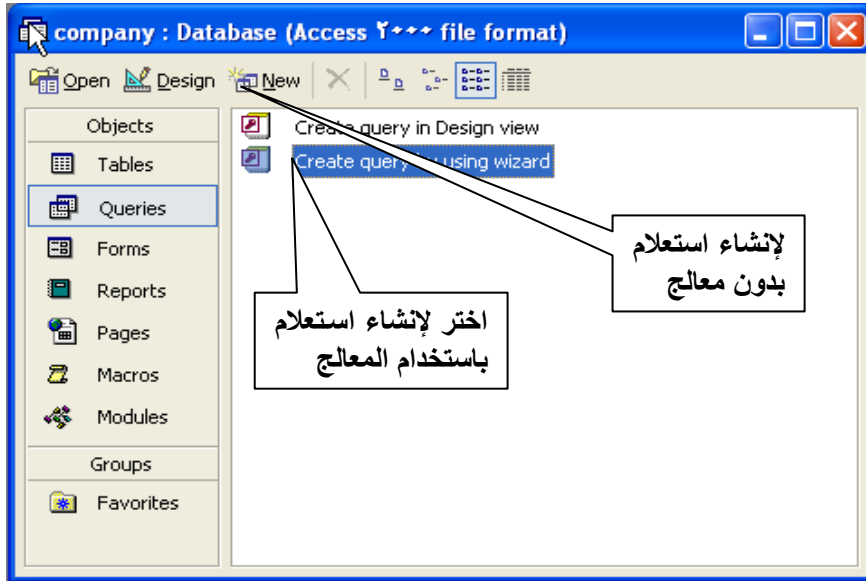 company : Database (Access ٢٠٠٠ file format)
Open Design New
Objects
Tables
Queries
Forms
Reports
Pages
Macros
Modules
Groups
Favorites
Create query in Design view
Create query by using wizard
لإنشاء استعلام
بدون معالج
اختر لإنشاء استعلام
باستخدام المعالج